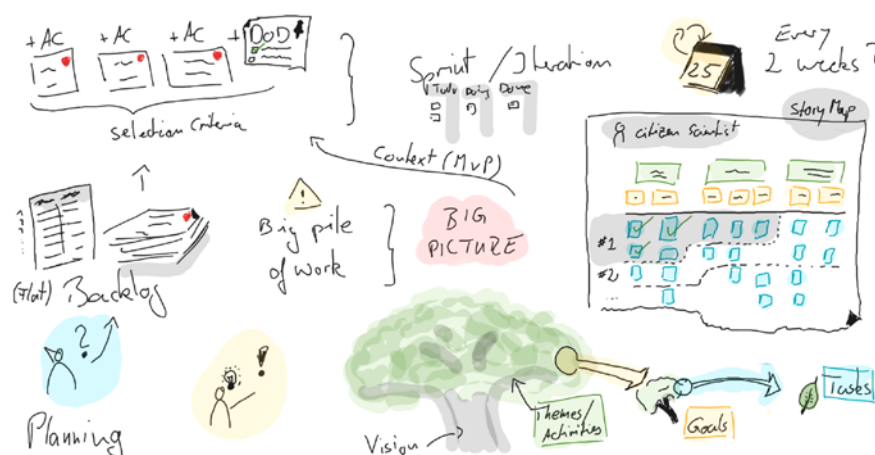 + AC
+ AC
+ AC
+ DoD
selection criteria
Sprint / Iteration
Todo Doing Done
25
Every
2 weeks?
Story Map
citizen scientist
#1
#2
...
Context (MVP)
BIG
PICTURE
Big pile
of work
(Flat) Backlog
?
!
Planning
Vision
Themes/
Activities
Goals
Tasks